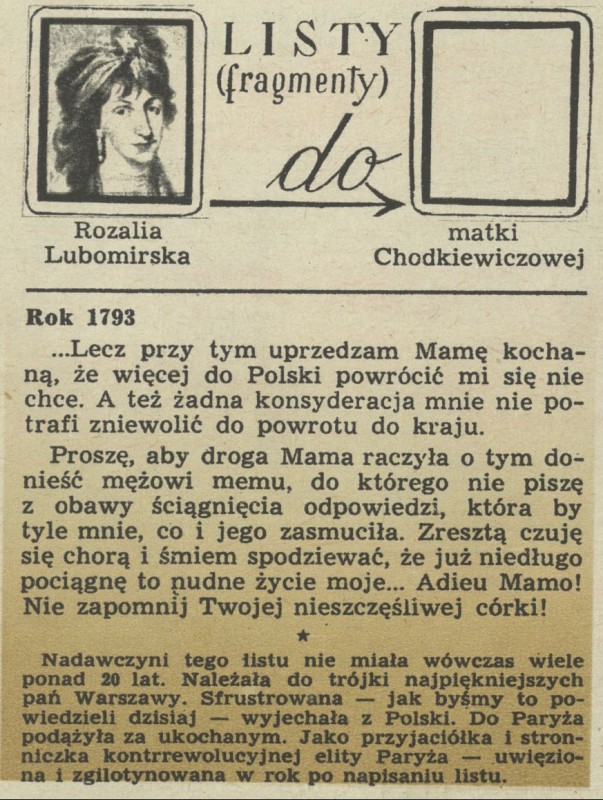 LISTY
(fragmenty)
do
Rozalia
Lubomirska
matki
Chodkiewiczowej
Rok 1793
...Lecz przy tym uprzedzam Mamę kocha-
ną, że więcej do Polski powrócić mi się nie
chce. A też żadna konsyderacja mnie nie po-
trafi zniewolić do powrotu do kraju.
Proszę, aby droga Mama raczyła o tym do-
nieść mężowi memu, do którego nie piszę
z obawy ściągnięcia odpowiedzi, która by
tyle mnie, co i jego zasmuciła. Zresztą czuję
się chorą i śmiem spodziewać, że już niedługo
pociągnę to nudne życie moje... Adieu Mamo!
Nie zapomnij Twojej nieszczęśliwej córki!
★
Nadawczyni tego listu nie miała wówczas wiele
ponad 20 lat. Należała do trójki najpiękniejszych
pań Warszawy. Sfrustrowana — jak byśmy to po-
wiedzieli dzisiaj — wyjechała z Polski. Do Paryża
podążyła za ukochanym. Jako przyjaciółka i stron-
niczka kontrrewolucyjnej elity Paryża — uwięzio-
na i zgilotynowana w rok po napisaniu listu.